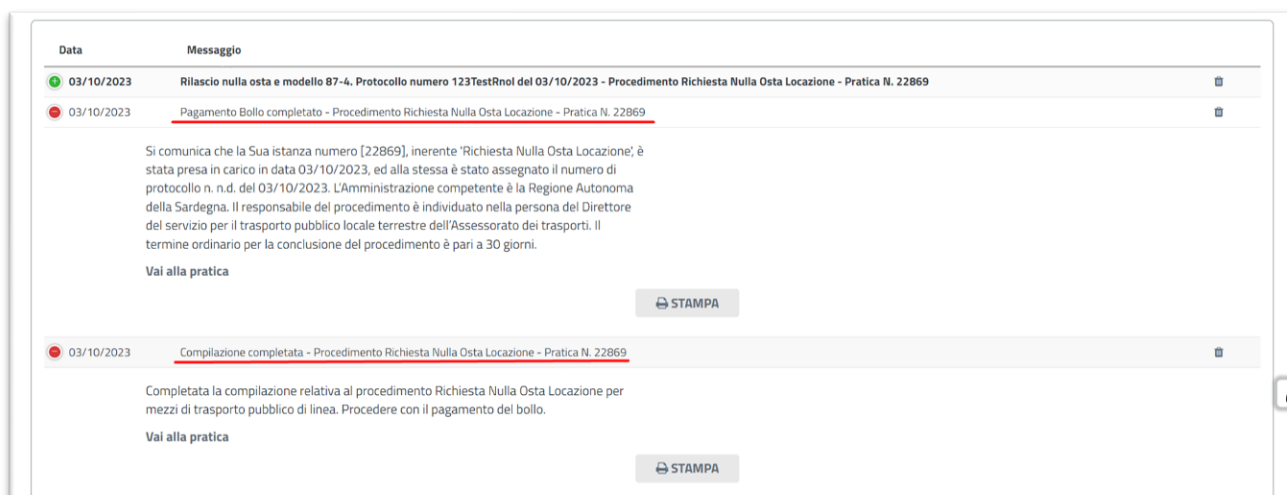 Data Messaggio
03/10/2023 Rilascio nulla osta e modello 87-4. Protocollo numero 123TestRnol del 03/10/2023 - Procedimento Richiesta Nulla Osta Locazione - Pratica N. 22869
03/10/2023 Pagamento Bollo completato - Procedimento Richiesta Nulla Osta Locazione - Pratica N. 22869
Si comunica che la Sua istanza numero [22869], inerente 'Richiesta Nulla Osta Locazione', è
stata presa in carico in data 03/10/2023, ed alla stessa è stato assegnato il numero di
protocollo n. n.d. del 03/10/2023. L'Amministrazione competente è la Regione Autonoma
della Sardegna. Il responsabile del procedimento è individuato nella persona del Direttore
del servizio per il trasporto pubblico locale terrestre dell'Assessorato dei trasporti. Il
termine ordinario per la conclusione del procedimento è pari a 30 giorni.
Vai alla pratica
STAMPA
03/10/2023 Compilazione completata - Procedimento Richiesta Nulla Osta Locazione - Pratica N. 22869
Completata la compilazione relativa al procedimento Richiesta Nulla Osta Locazione per
mezzi di trasporto pubblico di linea. Procedere con il pagamento del bollo.
Vai alla pratica
STAMPA